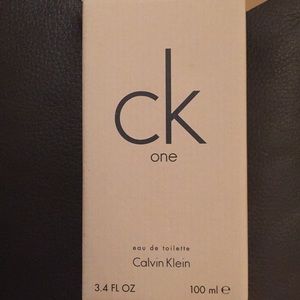 ck
one
eau de toilette
Calvin Klein
3.4 FL OZ 100 ml ℮